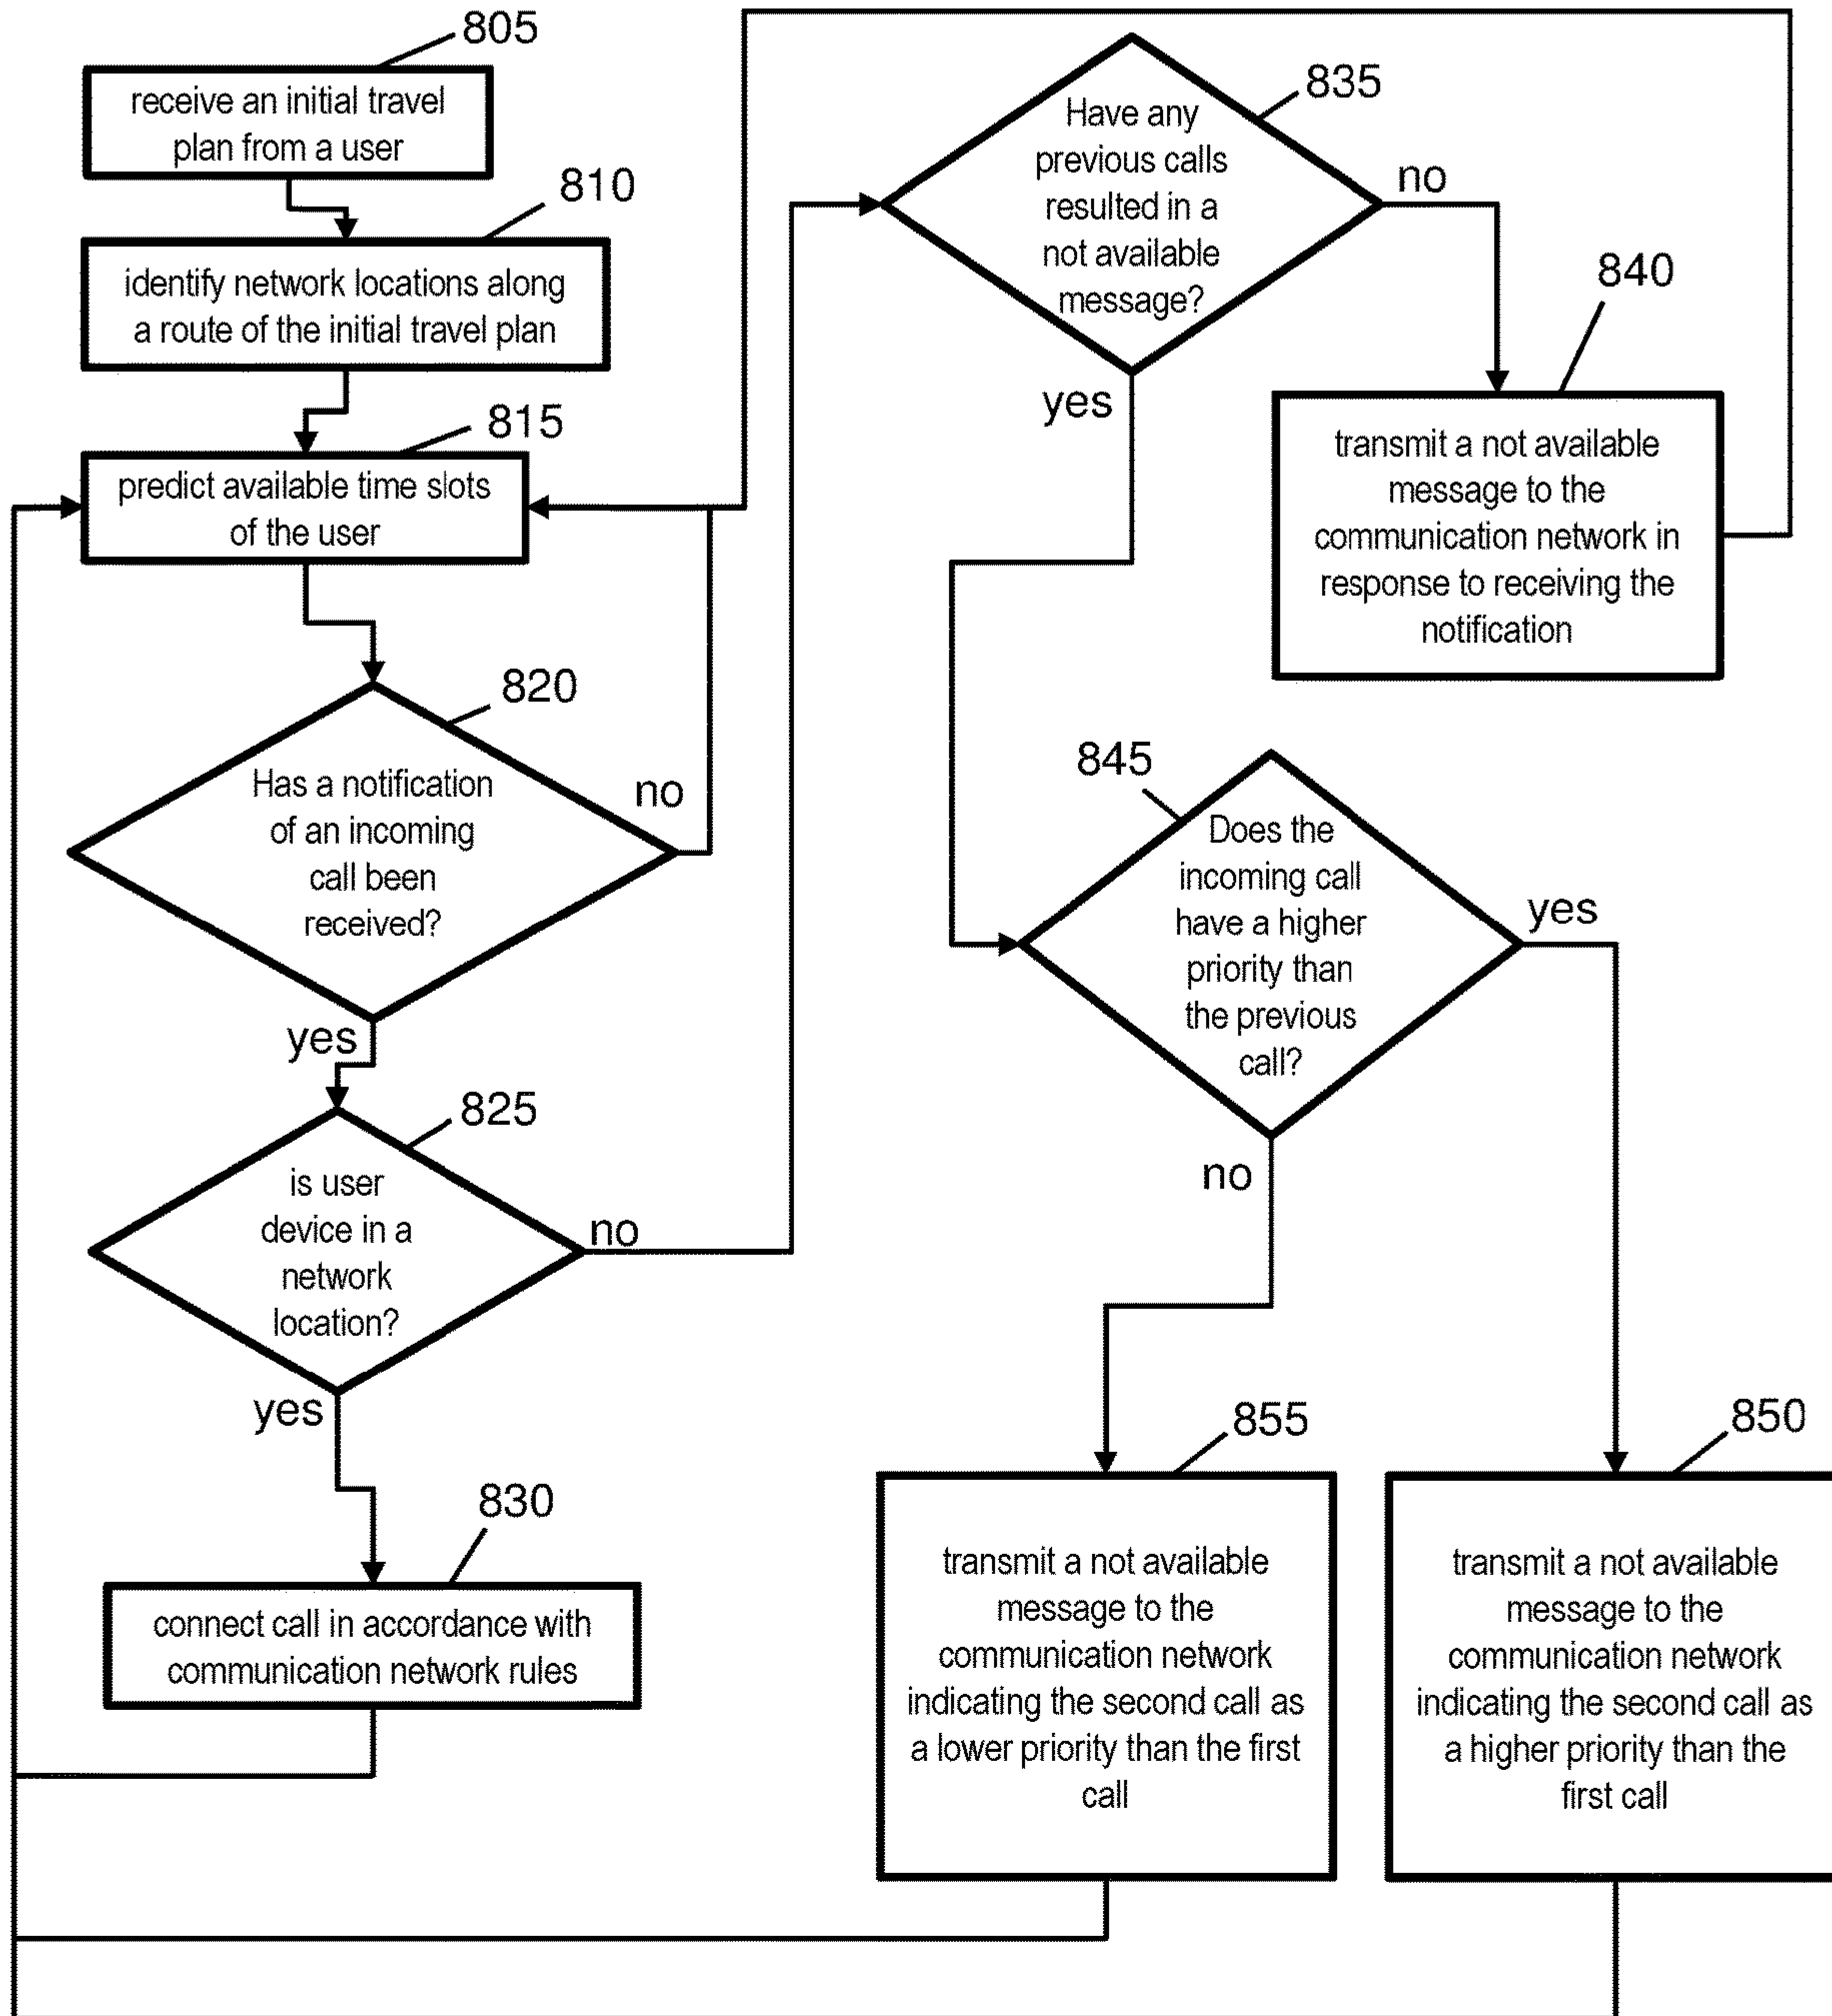 805
receive an initial travel
plan from a user
810
identify network locations along
a route of the initial travel plan
815
predict available time slots
of the user
820
Has a notification
of an incoming
call been
received?
no
yes
825
is user
device in a
network
location?
no
yes
830
connect call in accordance with
communication network rules
835
Have any
previous calls
resulted in a
not available
message?
no
yes
840
transmit a not available
message to the
communication network in
response to receiving the
notification
845
Does the
incoming call
have a higher
priority than
the previous
call?
yes
no
855
transmit a not available
message to the
communication network
indicating the second call as
a lower priority than the first
call
850
transmit a not available
message to the
communication network
indicating the second call as
a higher priority than the
first call